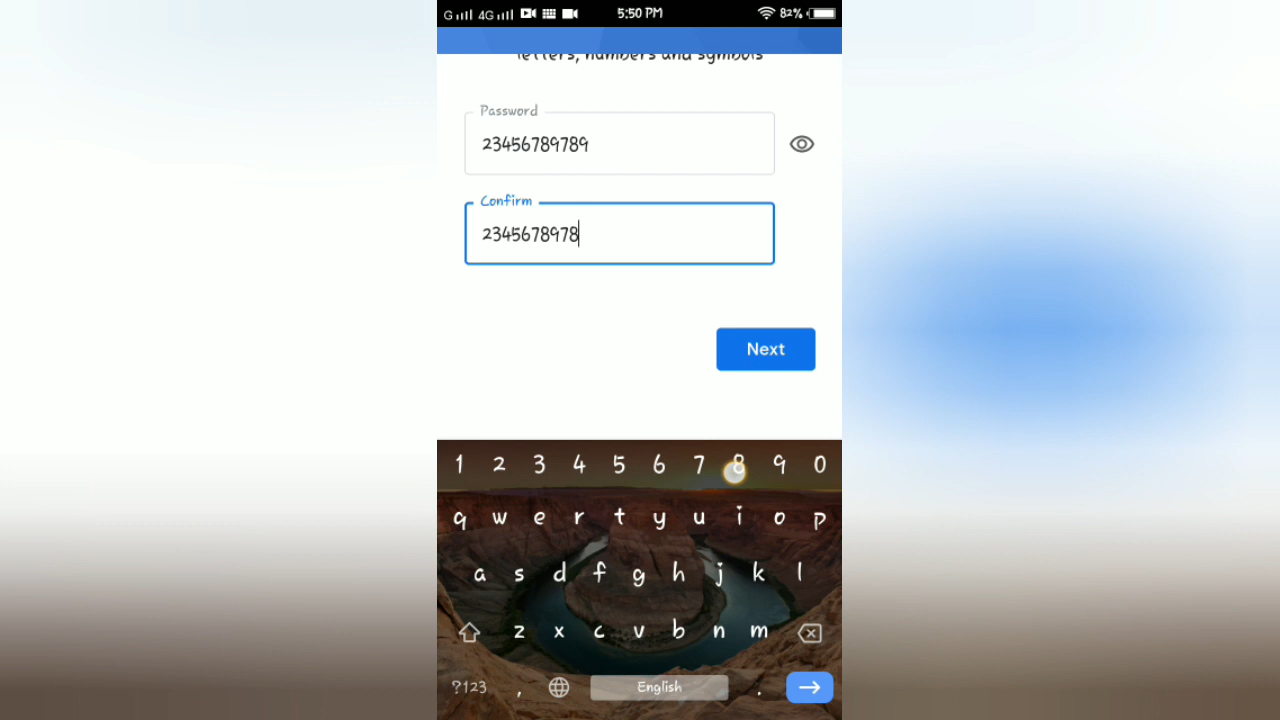 G 4G 5:50 PM 82%
letters, numbers and symbols
Password
23456789789
Confirm
2345678978
Next
1 2 3 4 5 6 7 8 9 0
q w e r t y u i o p
a s d f g h j k l
z x c v b n m
?123 , English .